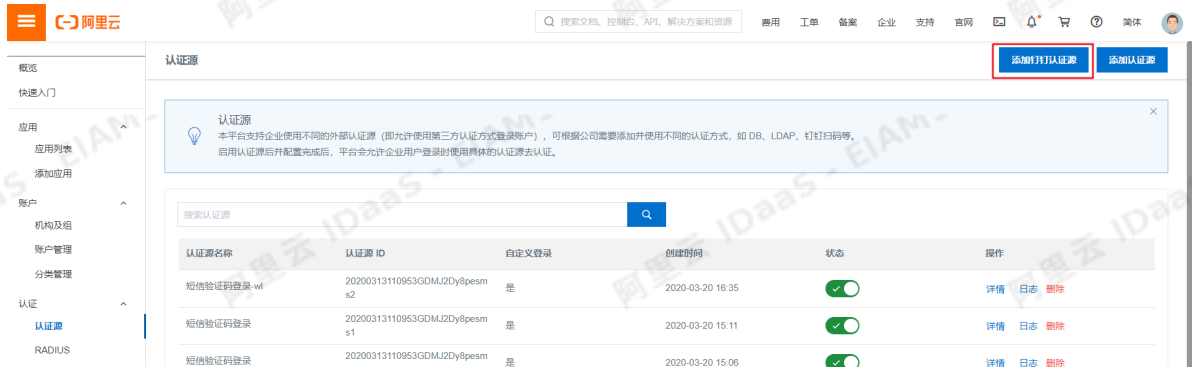 阿里云
搜索文档、控制台、API、解决方案和资源
费用 工单 备案 企业 支持 官网 简体
概览
快速入门
应用
应用列表
添加应用
账户
机构及组
账户管理
分类管理
认证
认证源
RADIUS
认证源
添加钉钉认证源 添加认证源
认证源
本平台支持企业使用不同的外部认证源（即允许使用第三方认证方式登录账户），可根据公司需要添加并使用不同的认证方式，如 DB、LDAP、钉钉扫码等。
启用认证源后并配置完成后，平台会允许企业用户登录时使用具体的认证源去认证。
搜索认证源
认证源名称 认证源 ID 自定义登录 创建时间 状态 操作
短信验证码登录-wl 20200313110953GDMJ2Dy8pesm 是 2020-03-20 16:35 详情 日志 删除
s2
短信验证码登录 20200313110953GDMJ2Dy8pesm 是 2020-03-20 15:11 详情 日志 删除
s1
短信验证码登录 20200313110953GDMJ2Dy8pesm 是 2020-03-20 15:06 详情 日志 删除
阿里云 IDaaS - EIAM